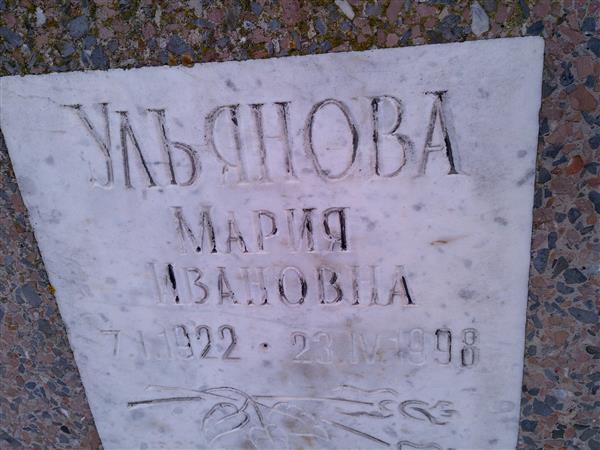 Ульянова
Мария
Ивановна
7.I.1922 · 23.IV.1998